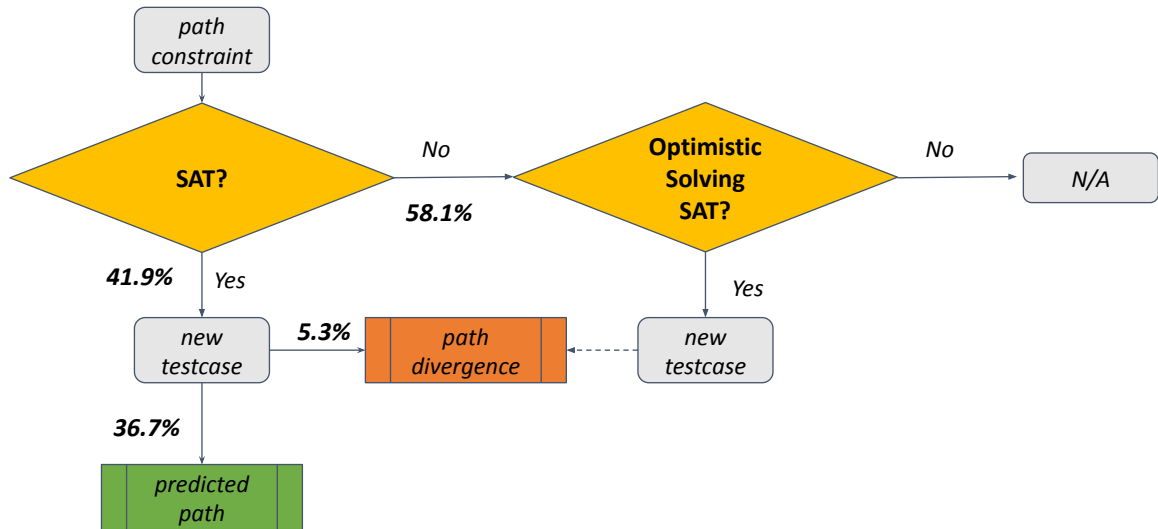 path
constraint
SAT?
No
58.1%
Optimistic
Solving
SAT?
No
N/A
41.9%
Yes
Yes
new
testcase
5.3%
path
divergence
new
testcase
36.7%
predicted
path